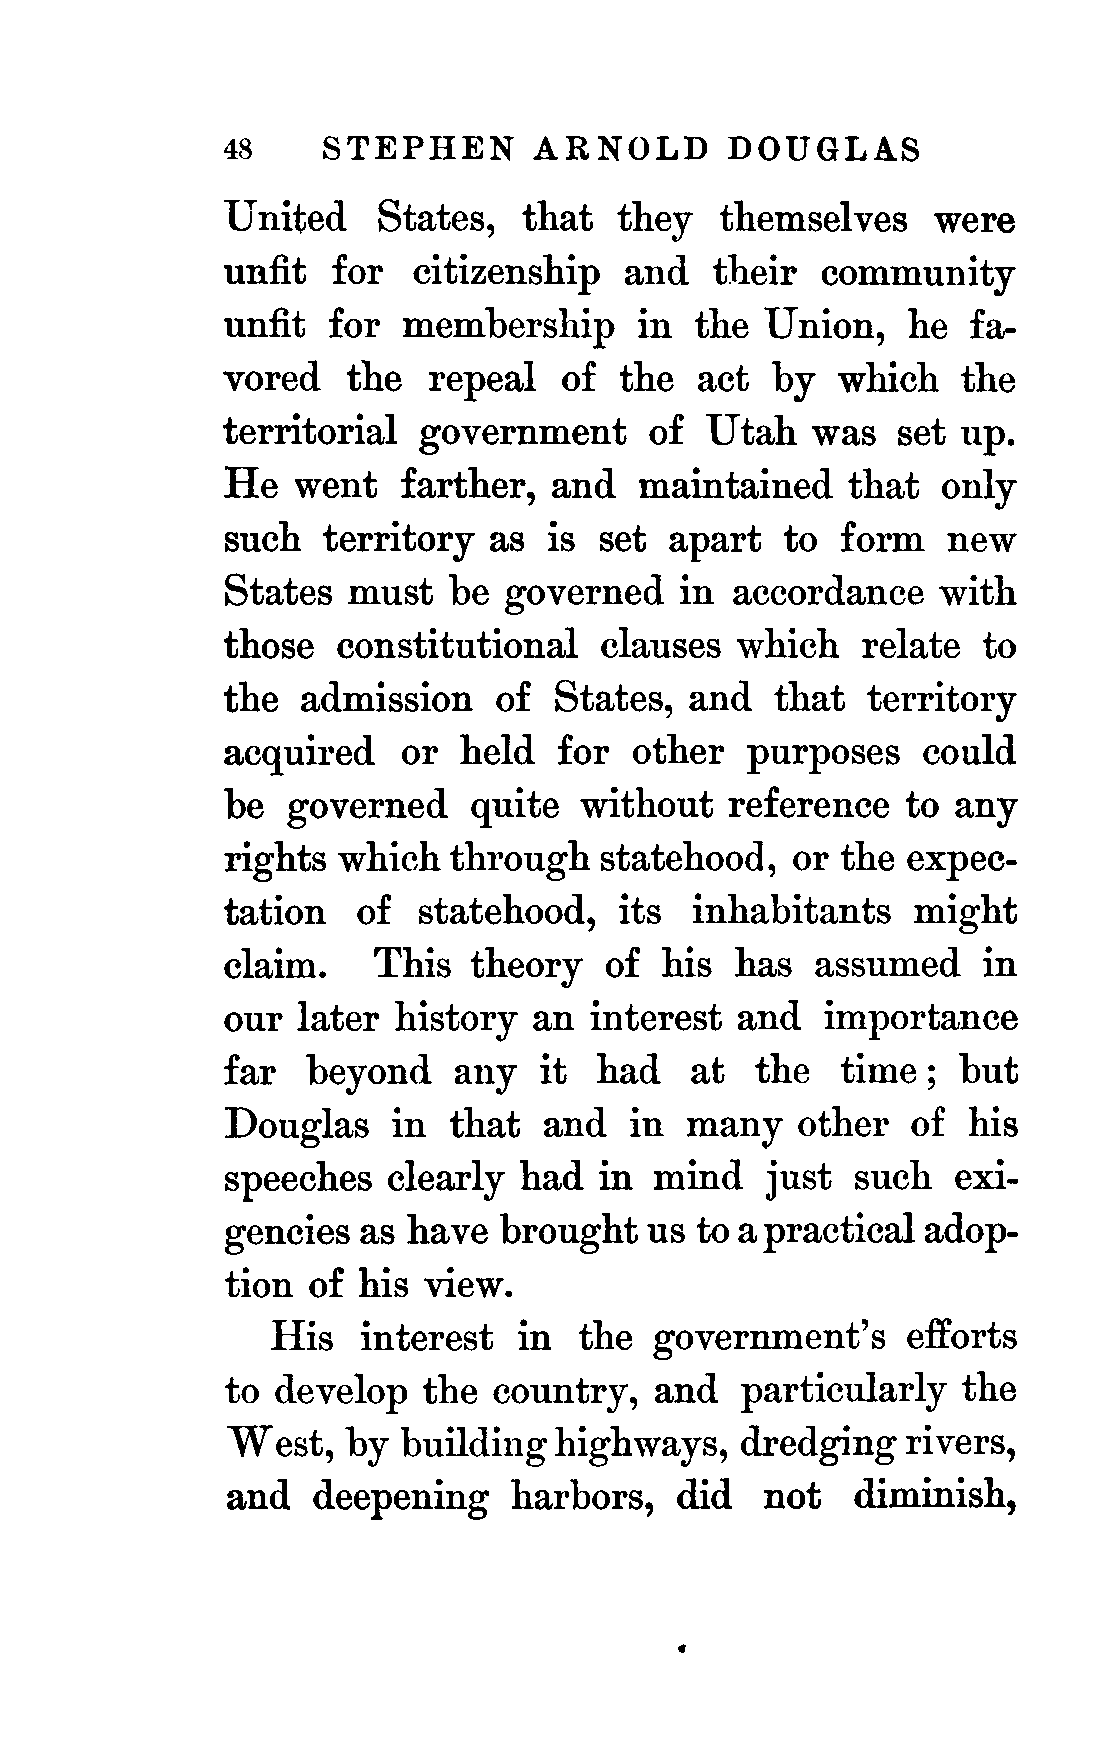 48 STEPHEN ARNOLD DOUGLAS
United States, that they themselves were
unfit for citizenship and their community
unfit for membership in the Union, he fa-
vored the repeal of the act by which the
territorial government of Utah was set up.
He went farther, and maintained that only
such territory as is set apart to form new
States must be governed in accordance with
those constitutional clauses which relate to
the admission of States, and that territory
acquired or held for other purposes could
be governed quite without reference to any
rights which through statehood, or the expec-
tation of statehood, its inhabitants might
claim. This theory of his has assumed in
our later history an interest and importance
far beyond any it had at the time; but
Douglas in that and in many other of his
speeches clearly had in mind just such exi-
gencies as have brought us to a practical adop-
tion of his view.
His interest in the government's efforts
to develop the country, and particularly the
West, by building highways, dredging rivers,
and deepening harbors, did not diminish,